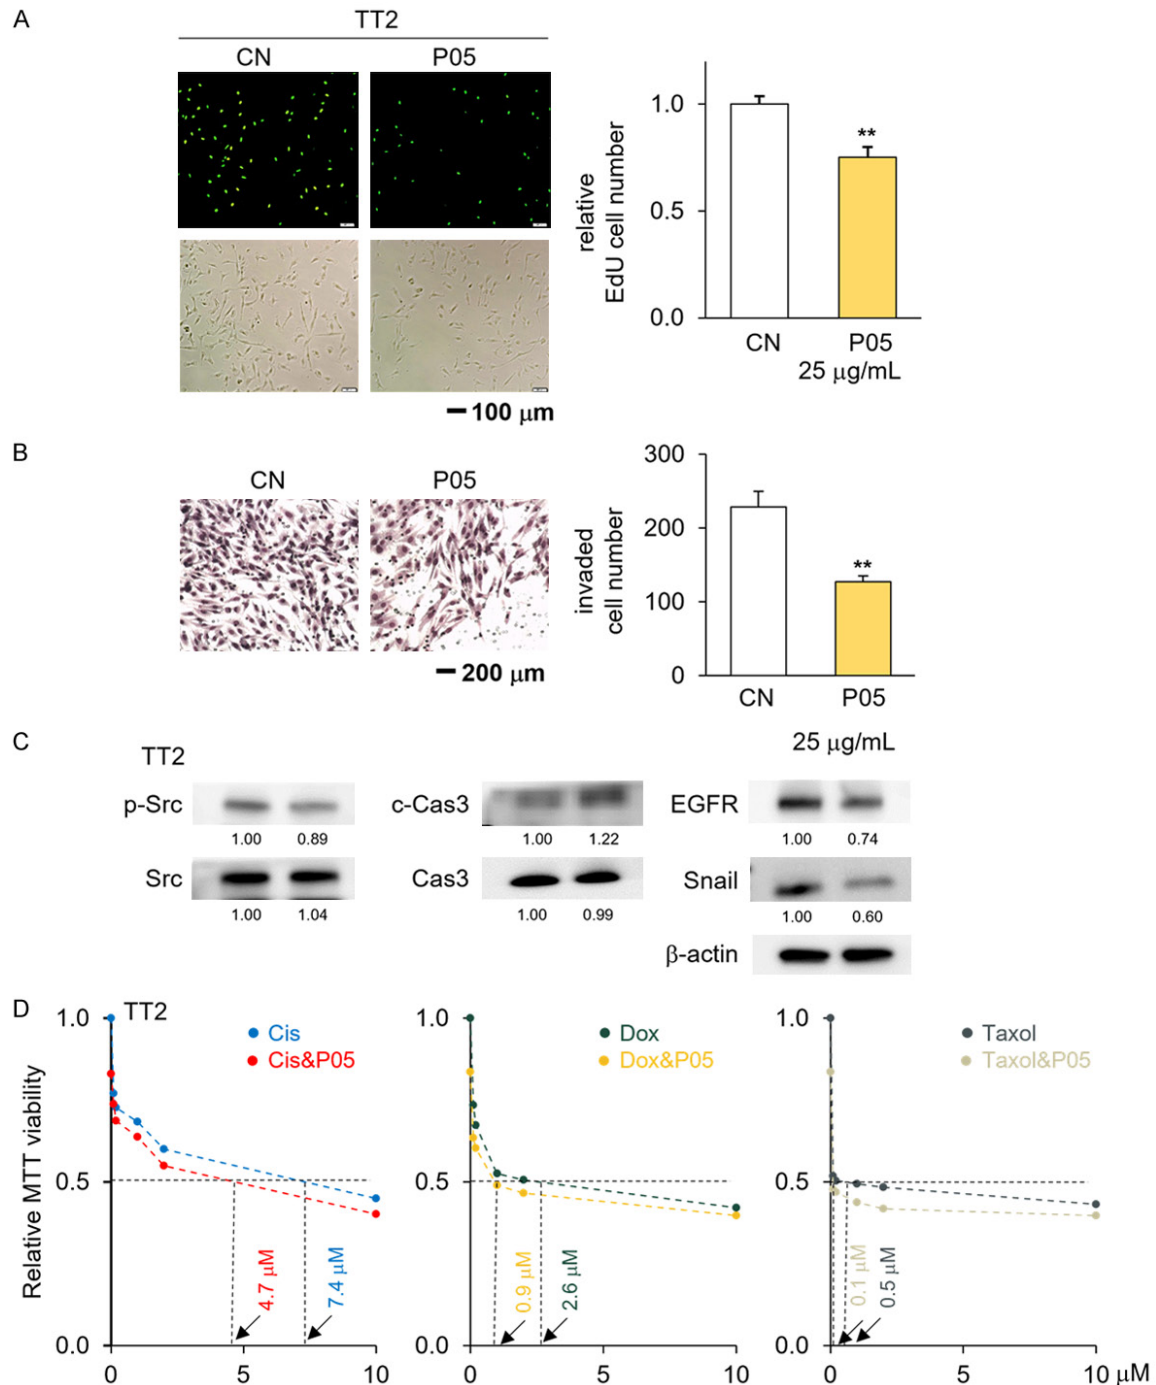 A
TT2
CN P05
100 μm
relative
EdU cell number
1.0
0.5
0.0
**
CN P05
25 μg/mL
B
CN P05
200 μm
invaded
cell number
300
200
100
0
**
CN P05
25 μg/mL
C
TT2
p-Src
1.00 0.89
Src
1.00 1.04
c-Cas3
1.00 1.22
Cas3
1.00 0.99
EGFR
1.00 0.74
Snail
1.00 0.60
β-actin
D
TT2
Relative MTT viability
1.0
0.5
0.0
Cis
Cis&P05
4.7 μM
7.4 μM
0 5 10
1.0
0.5
0.0
Dox
Dox&P05
0.9 μM
2.6 μM
0 5 10
1.0
0.5
0.0
Taxol
Taxol&P05
0.1 μM
0.5 μM
0 5 10 μM